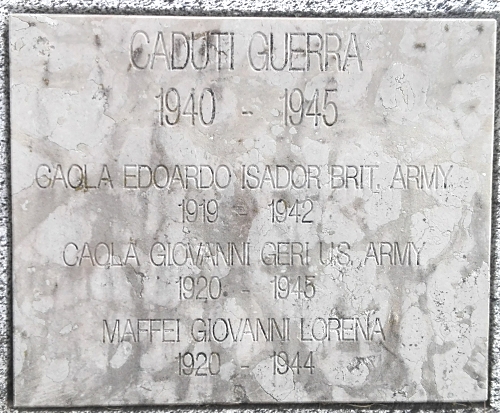 CADUTI GUERRA
1940 - 1945
CAOLA EDOARDO ISADOR BRIT. ARMY
1919 - 1942
CAOLA GIOVANNI GERI U.S. ARMY
1920 - 1945
MAFFEI GIOVANNI LORENA
1920 - 1944